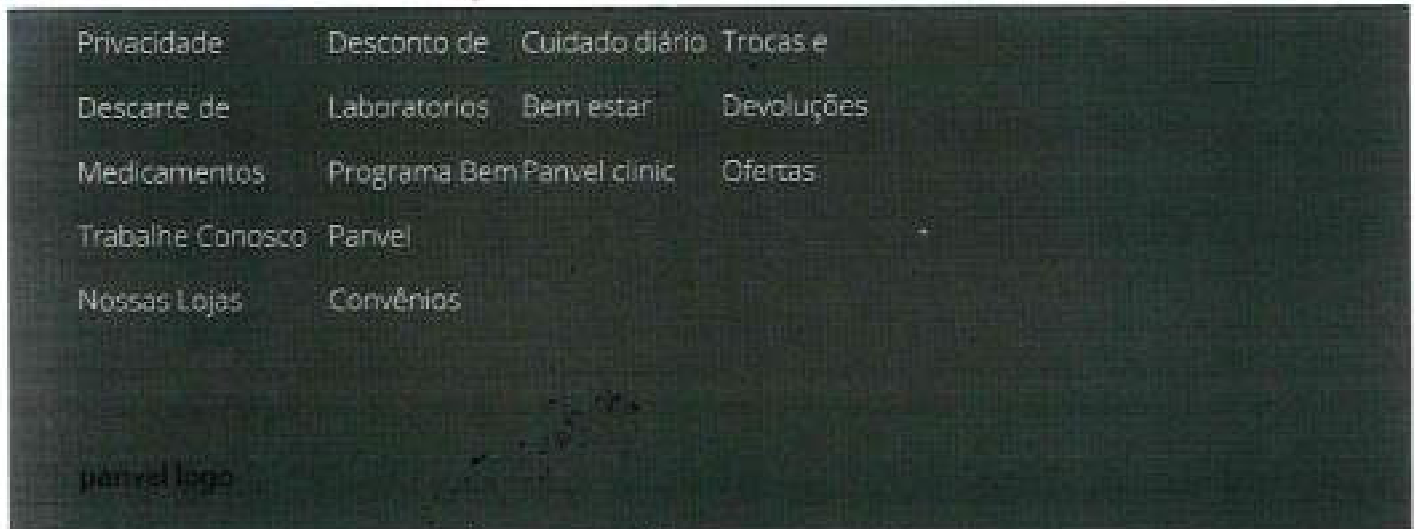 Privacidade Desconto de Cuidado diário Trocas e
Descarte de Laboratórios Bem estar Devoluções
Medicamentos Programa Bem Panvel clinic Ofertas
Trabalhe Conosco Panvel
Nossas Lojas Convênios
panvel logo